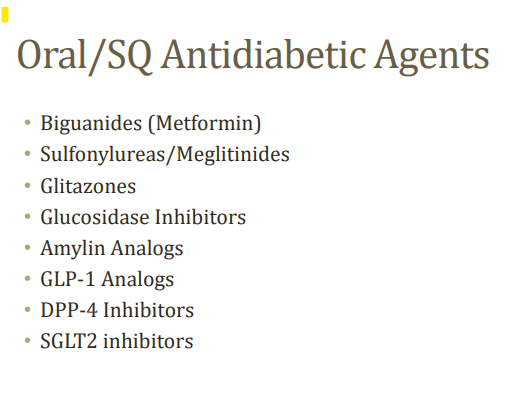 Oral/SQ Antidiabetic Agents
• Biguanides (Metformin)
• Sulfonylureas/Meglitinides
• Glitazones
• Glucosidase Inhibitors
• Amylin Analogs
• GLP-1 Analogs
• DPP-4 Inhibitors
• SGLT2 inhibitors